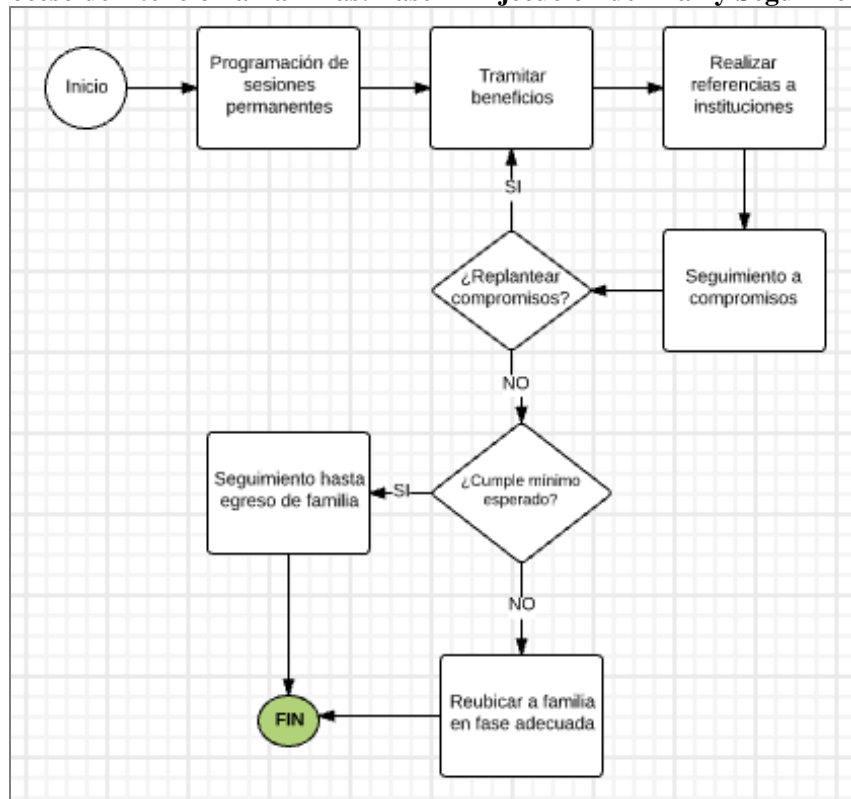 Inicio
Programación de
sesiones
permanentes
Tramitar
beneficios
Realizar
referencias a
instituciones
SI
¿Replantear
compromisos?
Seguimiento a
compromisos
NO
Seguimiento hasta
egreso de familia
SI
¿Cumple mínimo
esperado?
NO
FIN
Reubicar a familia
en fase adecuada